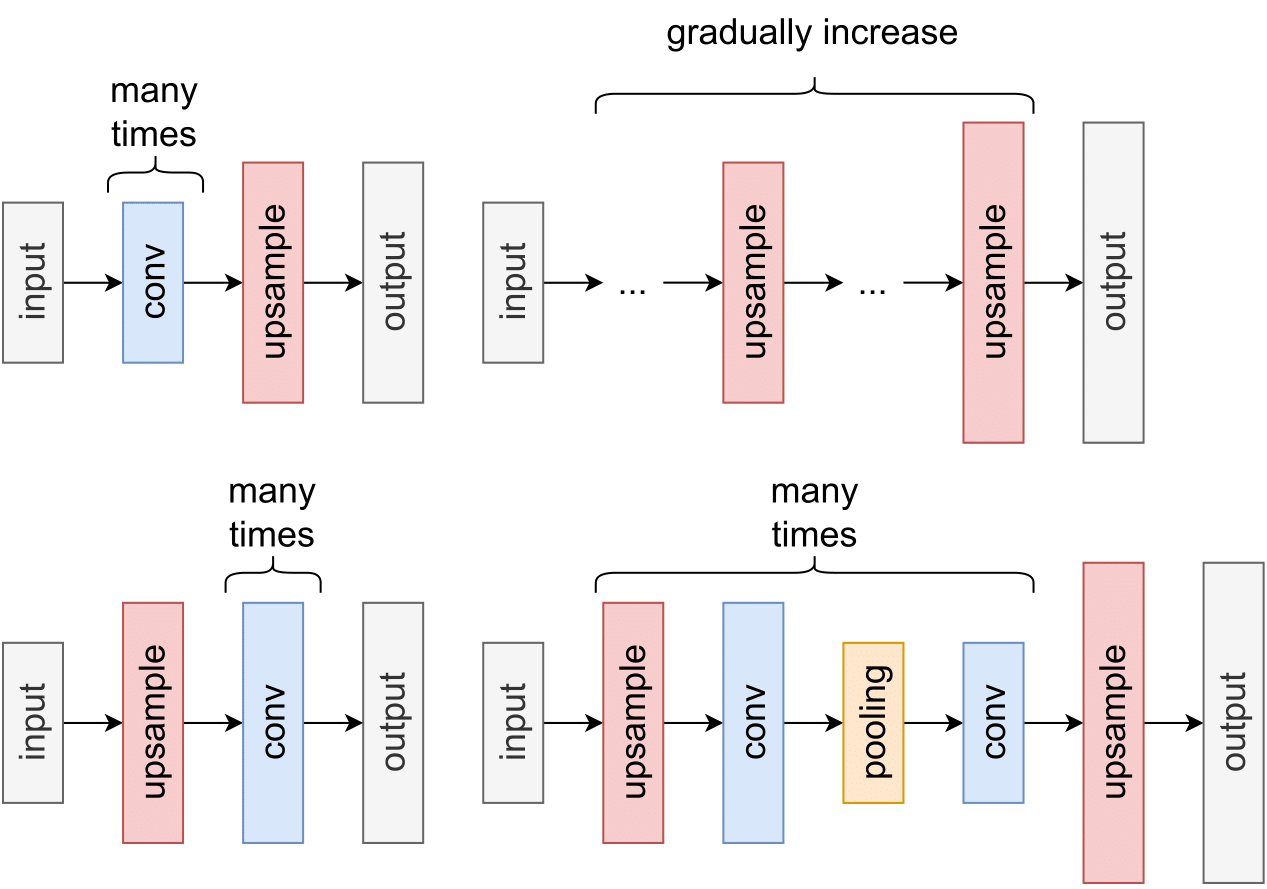 many
times
input
conv
upsample
output
gradually increase
input
...
upsample
...
upsample
output
many
times
input
upsample
conv
output
many
times
input
upsample
conv
pooling
conv
upsample
output